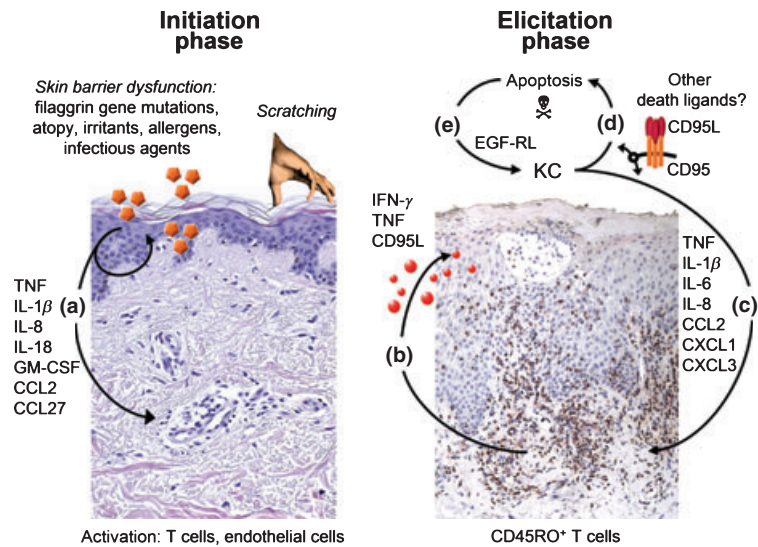 Initiation
phase
Skin barrier dysfunction:
filaggrin gene mutations,
atopy, irritants, allergens,
infectious agents
Scratching
TNF
IL-1β
IL-8
IL-18
GM-CSF
CCL2
CCL27
(a)
Activation: T cells, endothelial cells
Elicitation
phase
Apoptosis
Other
death ligands?
CD95L
CD95
(e)
(d)
EGF-RL
KC
IFN-γ
TNF
CD95L
(b)
TNF
IL-1β
IL-6
IL-8
CCL2
CXCL1
CXCL3
(c)
CD45RO⁺ T cells